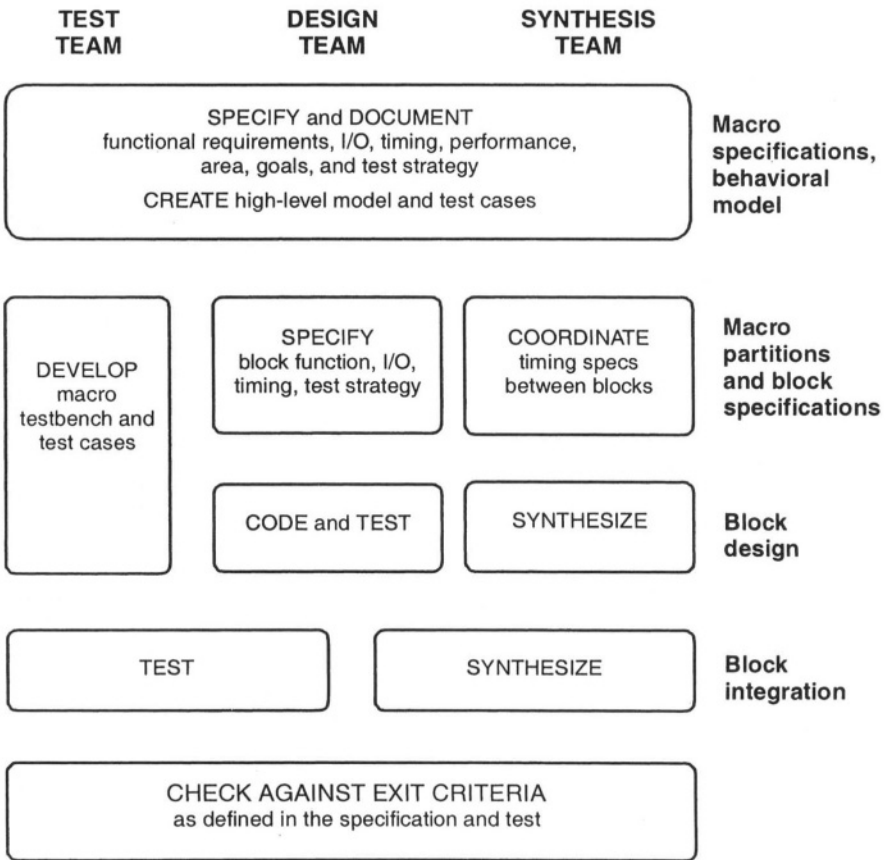 TEST
TEAM
DESIGN
TEAM
SYNTHESIS
TEAM
SPECIFY and DOCUMENT
functional requirements, I/O, timing, performance,
area, goals, and test strategy
CREATE high-level model and test cases
Macro
specifications,
behavioral
model
DEVELOP
macro
testbench and
test cases
SPECIFY
block function, I/O,
timing, test strategy
COORDINATE
timing specs
between blocks
Macro
partitions
and block
specifications
CODE and TEST
SYNTHESIZE
Block
design
TEST
SYNTHESIZE
Block
integration
CHECK AGAINST EXIT CRITERIA
as defined in the specification and test